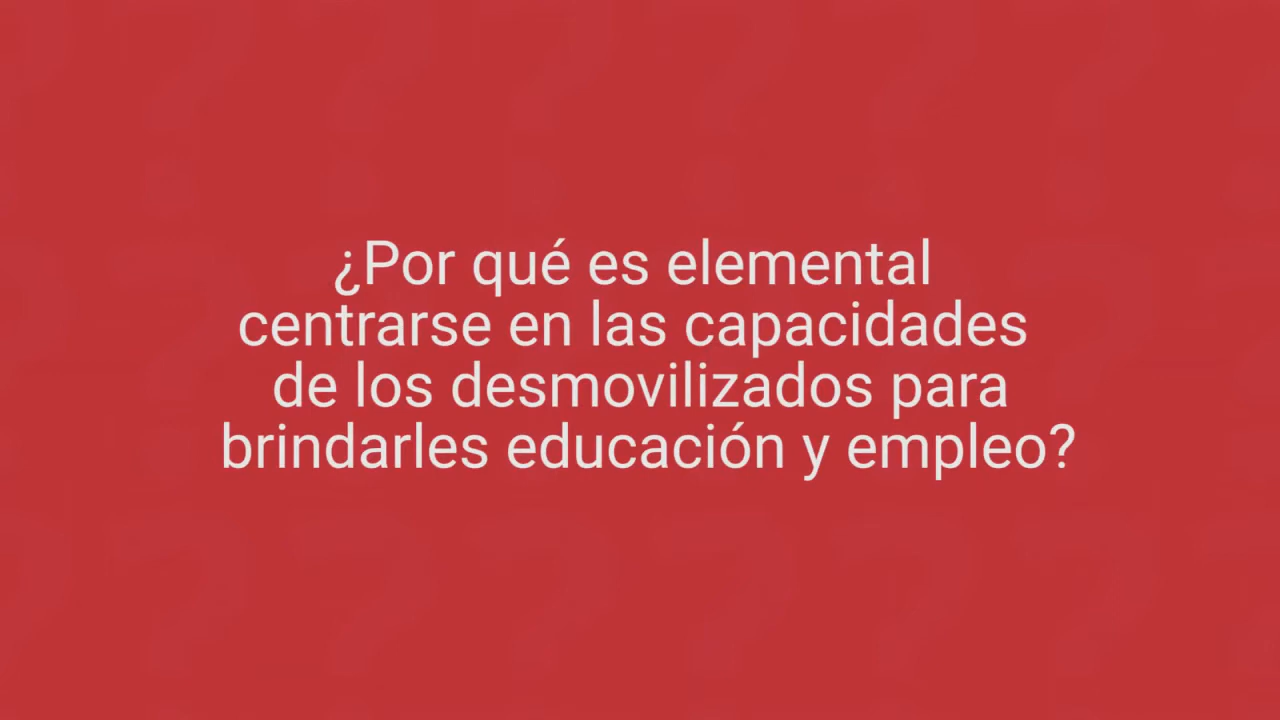 ¿Por qué es elemental
centrarse en las capacidades
de los desmovilizados para
brindarles educación y empleo?